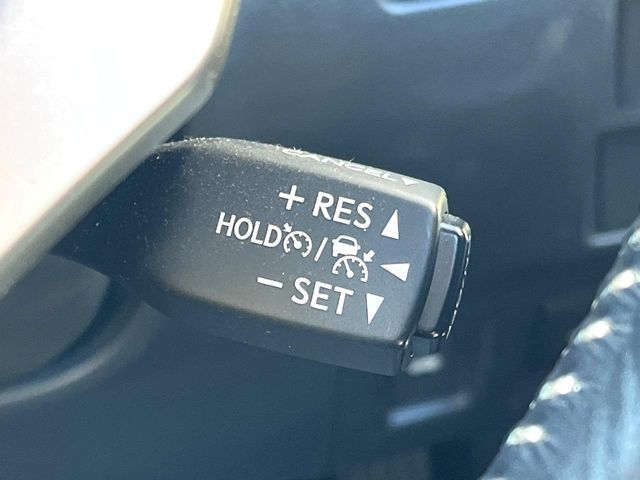 CANCEL
+ RES
HOLD /
− SET